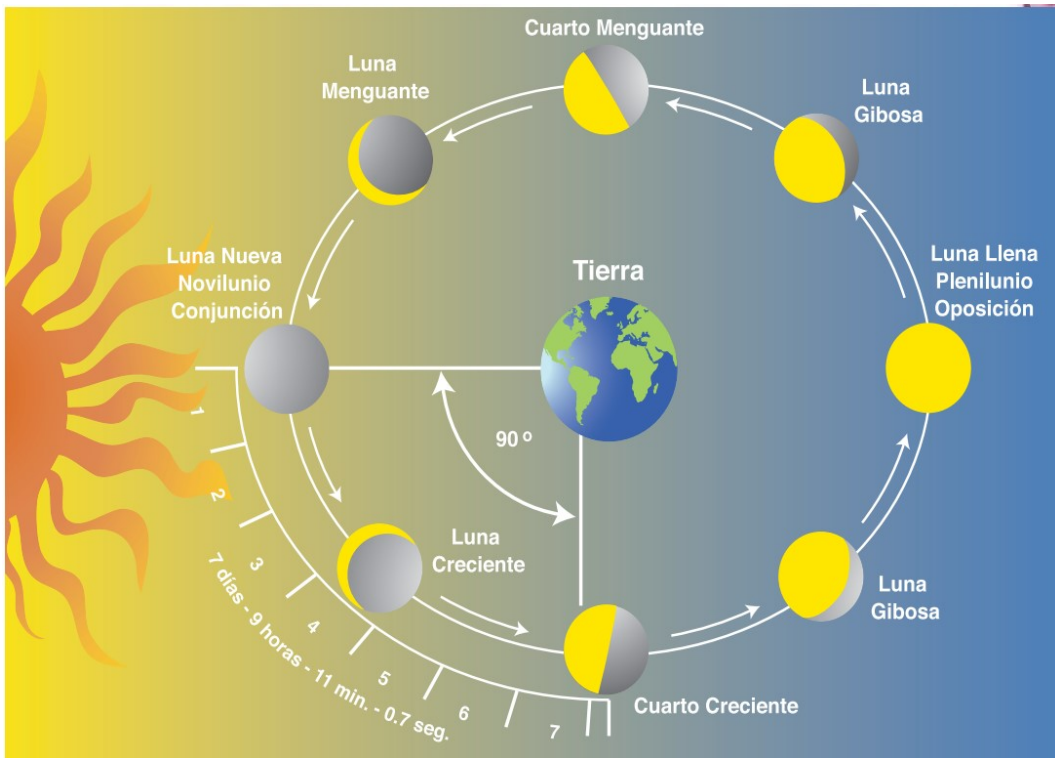 Cuarto Menguante
Luna
Menguante
Luna
Gibosa
Luna Nueva
Novilunio
Conjunción
Tierra
Luna Llena
Plenilunio
Oposición
90 º
1
2
3
4
5
6
7
7 días - 9 horas - 11 min. - 0.7 seg.
Luna
Creciente
Luna
Gibosa
Cuarto Creciente